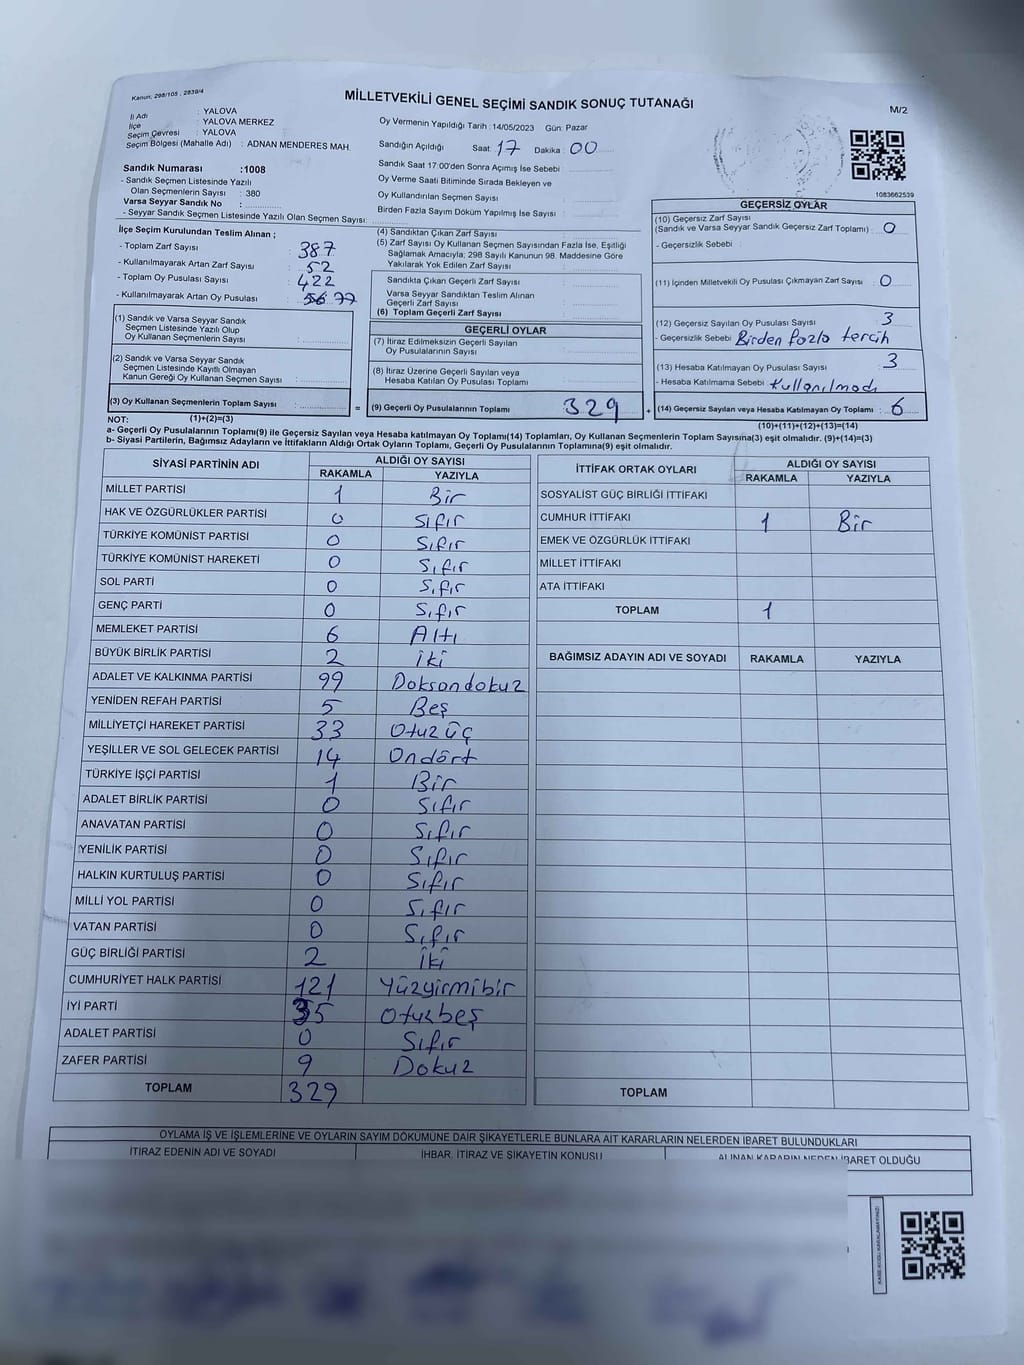 Kanun: 298/105 . 2839/4
MİLLETVEKİLİ GENEL SEÇİMİ SANDIK SONUÇ TUTANAĞI
M/2
İl Adı : YALOVA
İlçe : YALOVA MERKEZ
Seçim Çevresi : YALOVA
Seçim Bölgesi (Mahalle Adı) : ADNAN MENDERES MAH.
Sandık Numarası :1008
- Sandık Seçmen Listesinde Yazılı
Olan Seçmenlerin Sayısı : 380
Varsa Seyyar Sandık No :
- Seyyar Sandık Seçmen Listesinde Yazılı Olan Seçmen Sayısı:
Oy Vermenin Yapıldığı Tarih :14/05/2023 Gün: Pazar
Sandığın Açıldığı Saat: 17 Dakika: 00
Sandık Saat 17:00'den Sonra Açımış İse Sebebi :
Oy Verme Saati Bitiminde Sırada Bekleyen ve
Oy Kullandırılan Seçmen Sayısı :
Birden Fazla Sayım Döküm Yapılmış İse Sayısı :
1083662539
İlçe Seçim Kurulundan Teslim Alınan ;
- Toplam Zarf Sayısı : 387
- Kullanılmayarak Artan Zarf Sayısı : 52
- Toplam Oy Pusulası Sayısı : 422
- Kullanılmayarak Artan Oy Pusulası : 77
(1) Sandık ve Varsa Seyyar Sandık
Seçmen Listesinde Yazılı Olup
Oy Kullanan Seçmenlerin Sayısı :
(2) Sandık ve Varsa Seyyar Sandık
Seçmen Listesinde Kayıtlı Olmayan
Kanun Gereği Oy Kullanan Seçmen Sayısı :
(3) Oy Kullanan Seçmenlerin Toplam Sayısı :
(1)+(2)=(3)
(4) Sandıktan Çıkan Zarf Sayısı :
(5) Zarf Sayısı Oy Kullanan Seçmen Sayısından Fazla İse, Eşitliği
Sağlamak Amacıyla; 298 Sayılı Kanunun 98. Maddesine Göre
Yakılarak Yok Edilen Zarf Sayısı :
Sandıkta Çıkan Geçerli Zarf Sayısı :
Varsa Seyyar Sandıktan Teslim Alınan
Geçerli Zarf Sayısı :
(6) Toplam Geçerli Zarf Sayısı :
GEÇERLİ OYLAR
(7) İtiraz Edilmeksizin Geçerli Sayılan
Oy Pusulalarının Sayısı :
(8) İtiraz Üzerine Geçerli Sayılan veya
Hesaba Katılan Oy Pusulası Toplamı :
= (9) Geçerli Oy Pusulalarının Toplamı : 329 +
GEÇERSİZ OYLAR
(10) Geçersiz Zarf Sayısı
(Sandık ve Varsa Seyyar Sandık Geçersiz Zarf Toplamı) : 0
- Geçersizlik Sebebi :
(11) İçinden Milletvekili Oy Pusulası Çıkmayan Zarf Sayısı : 0
(12) Geçersiz Sayılan Oy Pusulası Sayısı : 3
- Geçersizlik Sebebi : Birden fazla tercih
(13) Hesaba Katılmayan Oy Pusulası Sayısı : 3
- Hesaba Katılmama Sebebi : Kullanılmadı
(14) Geçersiz Sayılan veya Hesaba Katılmayan Oy Toplamı : 6
(10)+(11)+(12)+(13)=(14)
NOT:
a- Geçerli Oy Pusulalarının Toplamı(9) ile Geçersiz Sayılan veya Hesaba katılmayan Oy Toplamı(14) Toplamları, Oy Kullanan Seçmenlerin Toplam Sayısına(3) eşit olmalıdır. (9)+(14)=(3)
b- Siyasi Partilerin, Bağımsız Adayların ve İttifakların Aldığı Ortak Oyların Toplamı, Geçerli Oy Pusulalarının Toplamına(9) eşit olmalıdır.
SİYASİ PARTİNİN ADI ALDIĞI OY SAYISI
RAKAMLA YAZIYLA
MİLLET PARTİSİ 1 Bir
HAK VE ÖZGÜRLÜKLER PARTİSİ 0 Sıfır
TÜRKİYE KOMÜNİST PARTİSİ 0 Sıfır
TÜRKİYE KOMÜNİST HAREKETİ 0 Sıfır
SOL PARTİ 0 Sıfır
GENÇ PARTİ 0 Sıfır
MEMLEKET PARTİSİ 6 Altı
BÜYÜK BİRLİK PARTİSİ 2 İki
ADALET VE KALKINMA PARTİSİ 99 Doksandokuz
YENİDEN REFAH PARTİSİ 5 Beş
MİLLİYETÇİ HAREKET PARTİSİ 33 Otuz üç
YEŞİLLER VE SOL GELECEK PARTİSİ 14 Ondört
TÜRKİYE İŞÇİ PARTİSİ 1 Bir
ADALET BİRLİK PARTİSİ 0 Sıfır
ANAVATAN PARTİSİ 0 Sıfır
YENİLİK PARTİSİ 0 Sıfır
HALKIN KURTULUŞ PARTİSİ 0 Sıfır
MİLLİ YOL PARTİSİ 0 Sıfır
VATAN PARTİSİ 0 Sıfır
GÜÇ BİRLİĞİ PARTİSİ 2 İki
CUMHURİYET HALK PARTİSİ 121 Yüzyirmibir
İYİ PARTİ 35 Otuzbeş
ADALET PARTİSİ 0 Sıfır
ZAFER PARTİSİ 9 Dokuz
TOPLAM 329
İTTİFAK ORTAK OYLARI ALDIĞI OY SAYISI
RAKAMLA YAZIYLA
SOSYALİST GÜÇ BİRLİĞİ İTTİFAKI
CUMHUR İTTİFAKI 1 Bir
EMEK VE ÖZGÜRLÜK İTTİFAKI
MİLLET İTTİFAKI
ATA İTTİFAKI
TOPLAM 1
BAĞIMSIZ ADAYIN ADI VE SOYADI RAKAMLA YAZIYLA
TOPLAM
OYLAMA İŞ VE İŞLEMLERİNE VE OYLARIN SAYIM DÖKÜMÜNE DAİR ŞİKAYETLERLE BUNLARA AİT KARARLARIN NELERDEN İBARET BULUNDUKLARI
İTİRAZ EDENİN ADI VE SOYADI İHBAR, İTİRAZ VE ŞİKAYETİN KONUSU ALINAN KARARIN NEDEN İBARET OLDUĞU